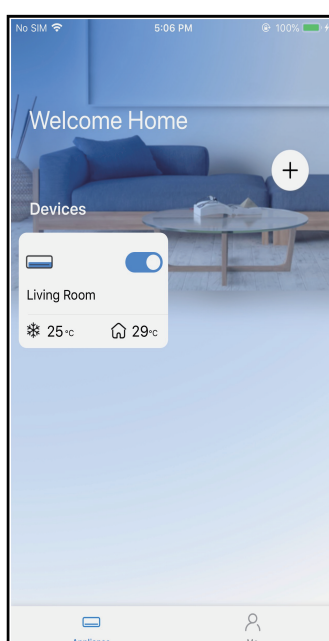 No SIM 5:06 PM 100%
Welcome Home
+
Devices
Living Room
25 °C 29 °C